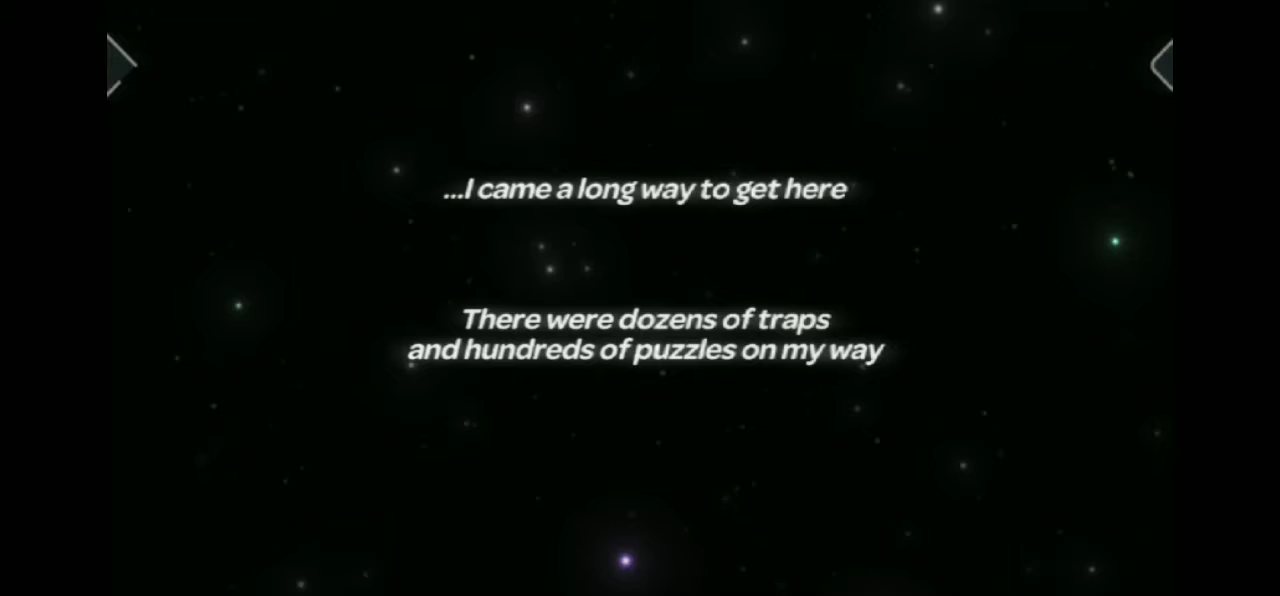 ...I came a long way to get here
There were dozens of traps
and hundreds of puzzles on my way